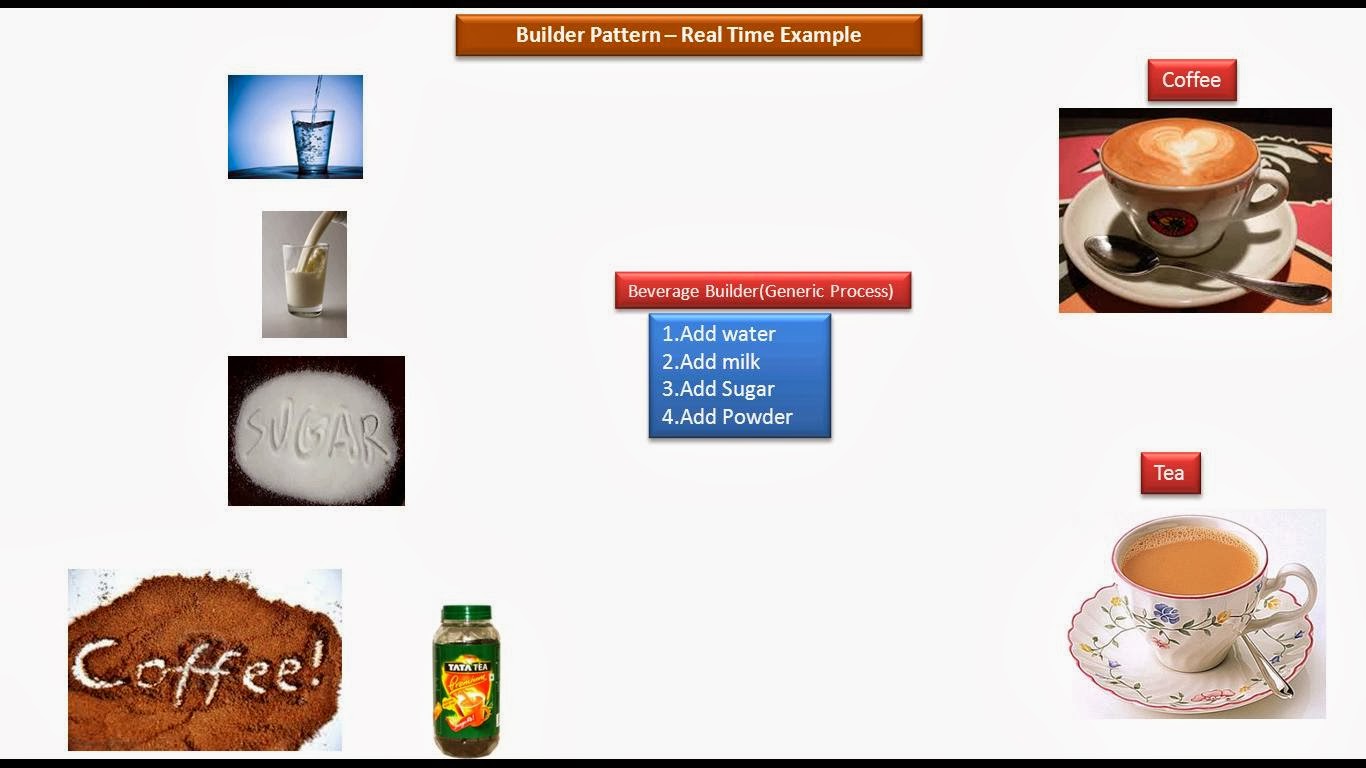 Builder Pattern – Real Time Example
Coffee
Beverage Builder(Generic Process)
1.Add water
2.Add milk
3.Add Sugar
4.Add Powder
SUGAR
Tea
Coffee!
TATA TEA
Premium